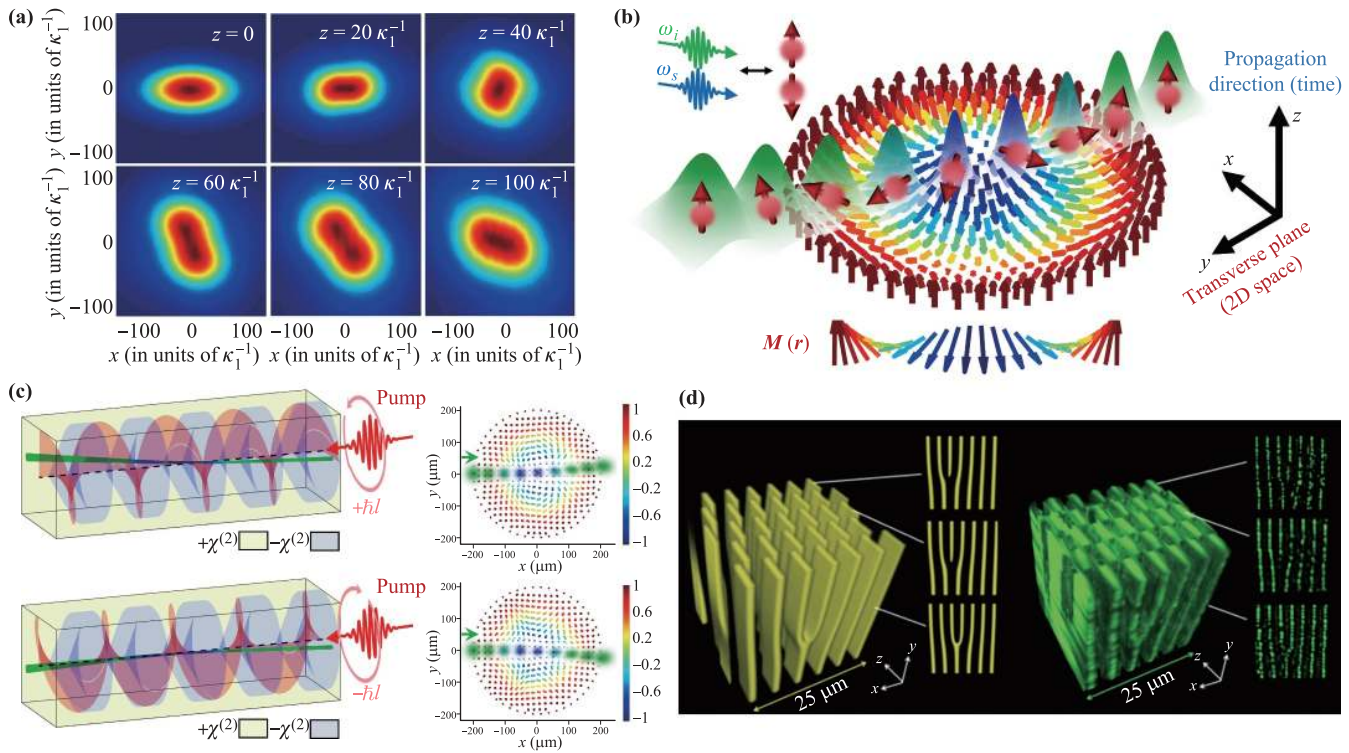 (a)
100
0
−100
y (in units of κ₁⁻¹)
z = 0
z = 20 κ₁⁻¹
z = 40 κ₁⁻¹
100
0
−100
y (in units of κ₁⁻¹)
z = 60 κ₁⁻¹
z = 80 κ₁⁻¹
z = 100 κ₁⁻¹
−100 0 100
−100 0 100
−100 0 100
x (in units of κ₁⁻¹)
x (in units of κ₁⁻¹)
x (in units of κ₁⁻¹)
(b)
ωᵢ
ωₛ
Propagation
direction (time)
z
x
y
Transverse plane
(2D space)
M (r)
(c)
Pump
+ħl
+χ⁽²⁾ −χ⁽²⁾
y (μm)
200
100
0
−100
−200
−200 −100 0 100 200
x (μm)
1
0.6
0.2
−0.2
−0.6
−1
Pump
−ħl
+χ⁽²⁾ −χ⁽²⁾
y (μm)
200
100
0
−100
−200
−200 −100 0 100 200
x (μm)
1
0.6
0.2
−0.2
−0.6
−1
(d)
25 μm
z
y
x
25 μm
z
y
x